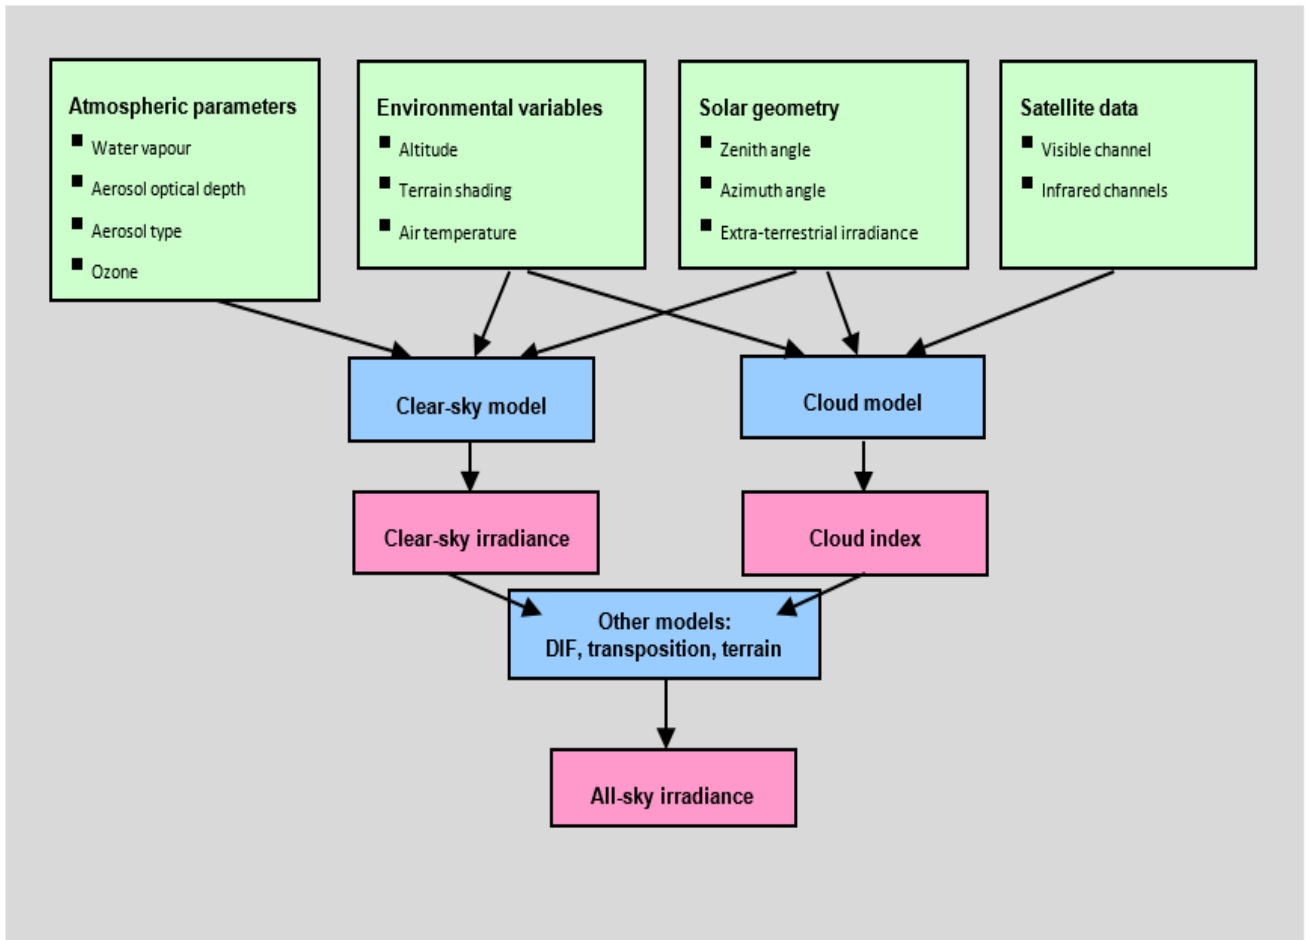 Atmospheric parameters
Water vapour
Aerosol optical depth
Aerosol type
Ozone
Environmental variables
Altitude
Terrain shading
Air temperature
Solar geometry
Zenith angle
Azimuth angle
Extra-terrestrial irradiance
Satellite data
Visible channel
Infrared channels
Clear-sky model
Cloud model
Clear-sky irradiance
Cloud index
Other models:
DIF, transposition, terrain
All-sky irradiance